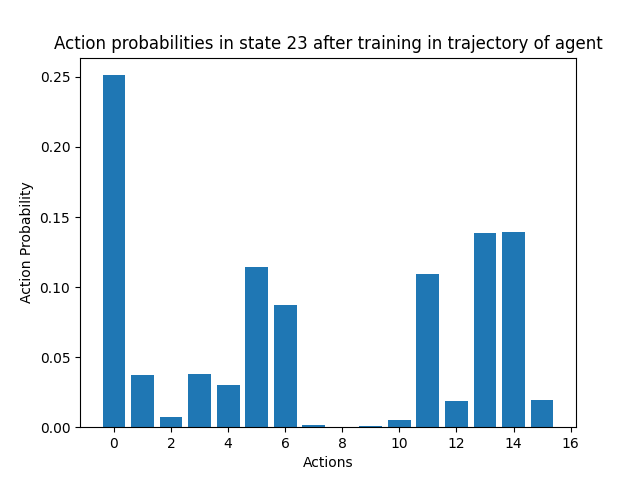 Action probabilities in state 23 after training in trajectory of agent
0.25
0.20
0.15
0.10
0.05
0.00
Action Probability
0 2 4 6 8 10 12 14 16
Actions